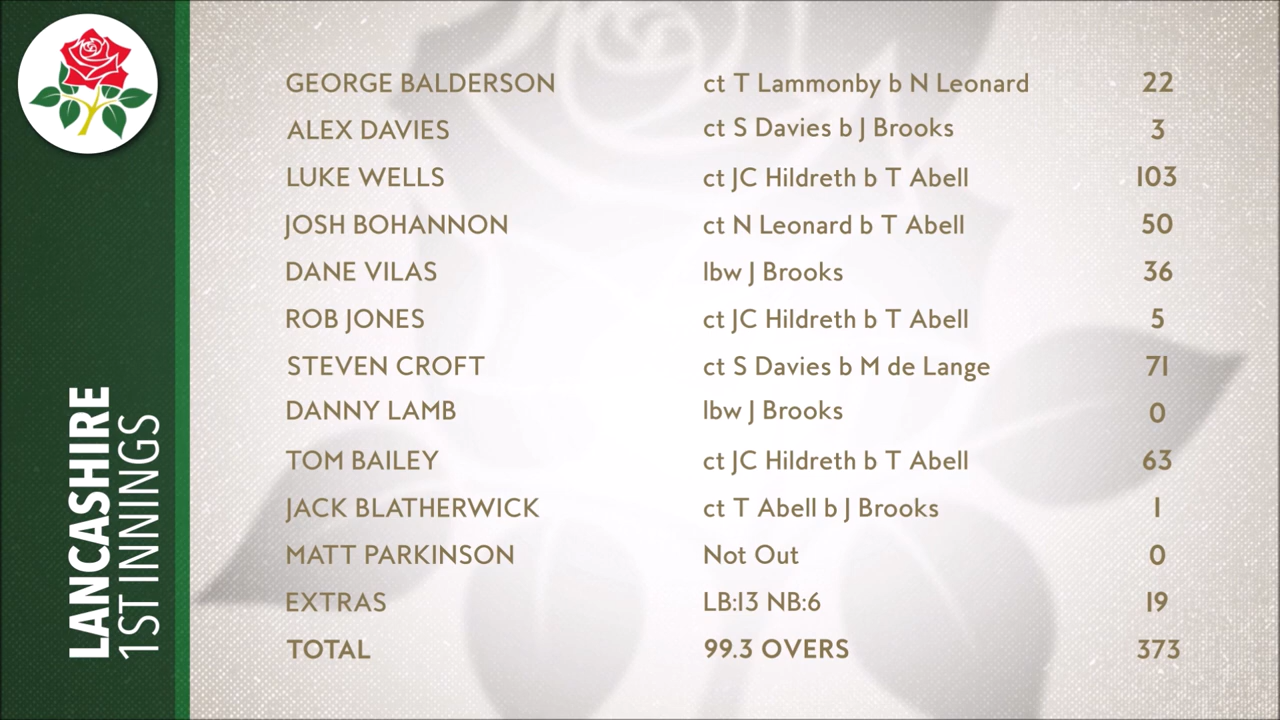 LANCASHIRE
1ST INNINGS
GEORGE BALDERSON ct T Lammonby b N Leonard 22
ALEX DAVIES ct S Davies b J Brooks 3
LUKE WELLS ct JC Hildreth b T Abell 103
JOSH BOHANNON ct N Leonard b T Abell 50
DANE VILAS lbw J Brooks 36
ROB JONES ct JC Hildreth b T Abell 5
STEVEN CROFT ct S Davies b M de Lange 71
DANNY LAMB lbw J Brooks 0
TOM BAILEY ct JC Hildreth b T Abell 63
JACK BLATHERWICK ct T Abell b J Brooks 1
MATT PARKINSON Not Out 0
EXTRAS LB:13 NB:6 19
TOTAL 99.3 OVERS 373